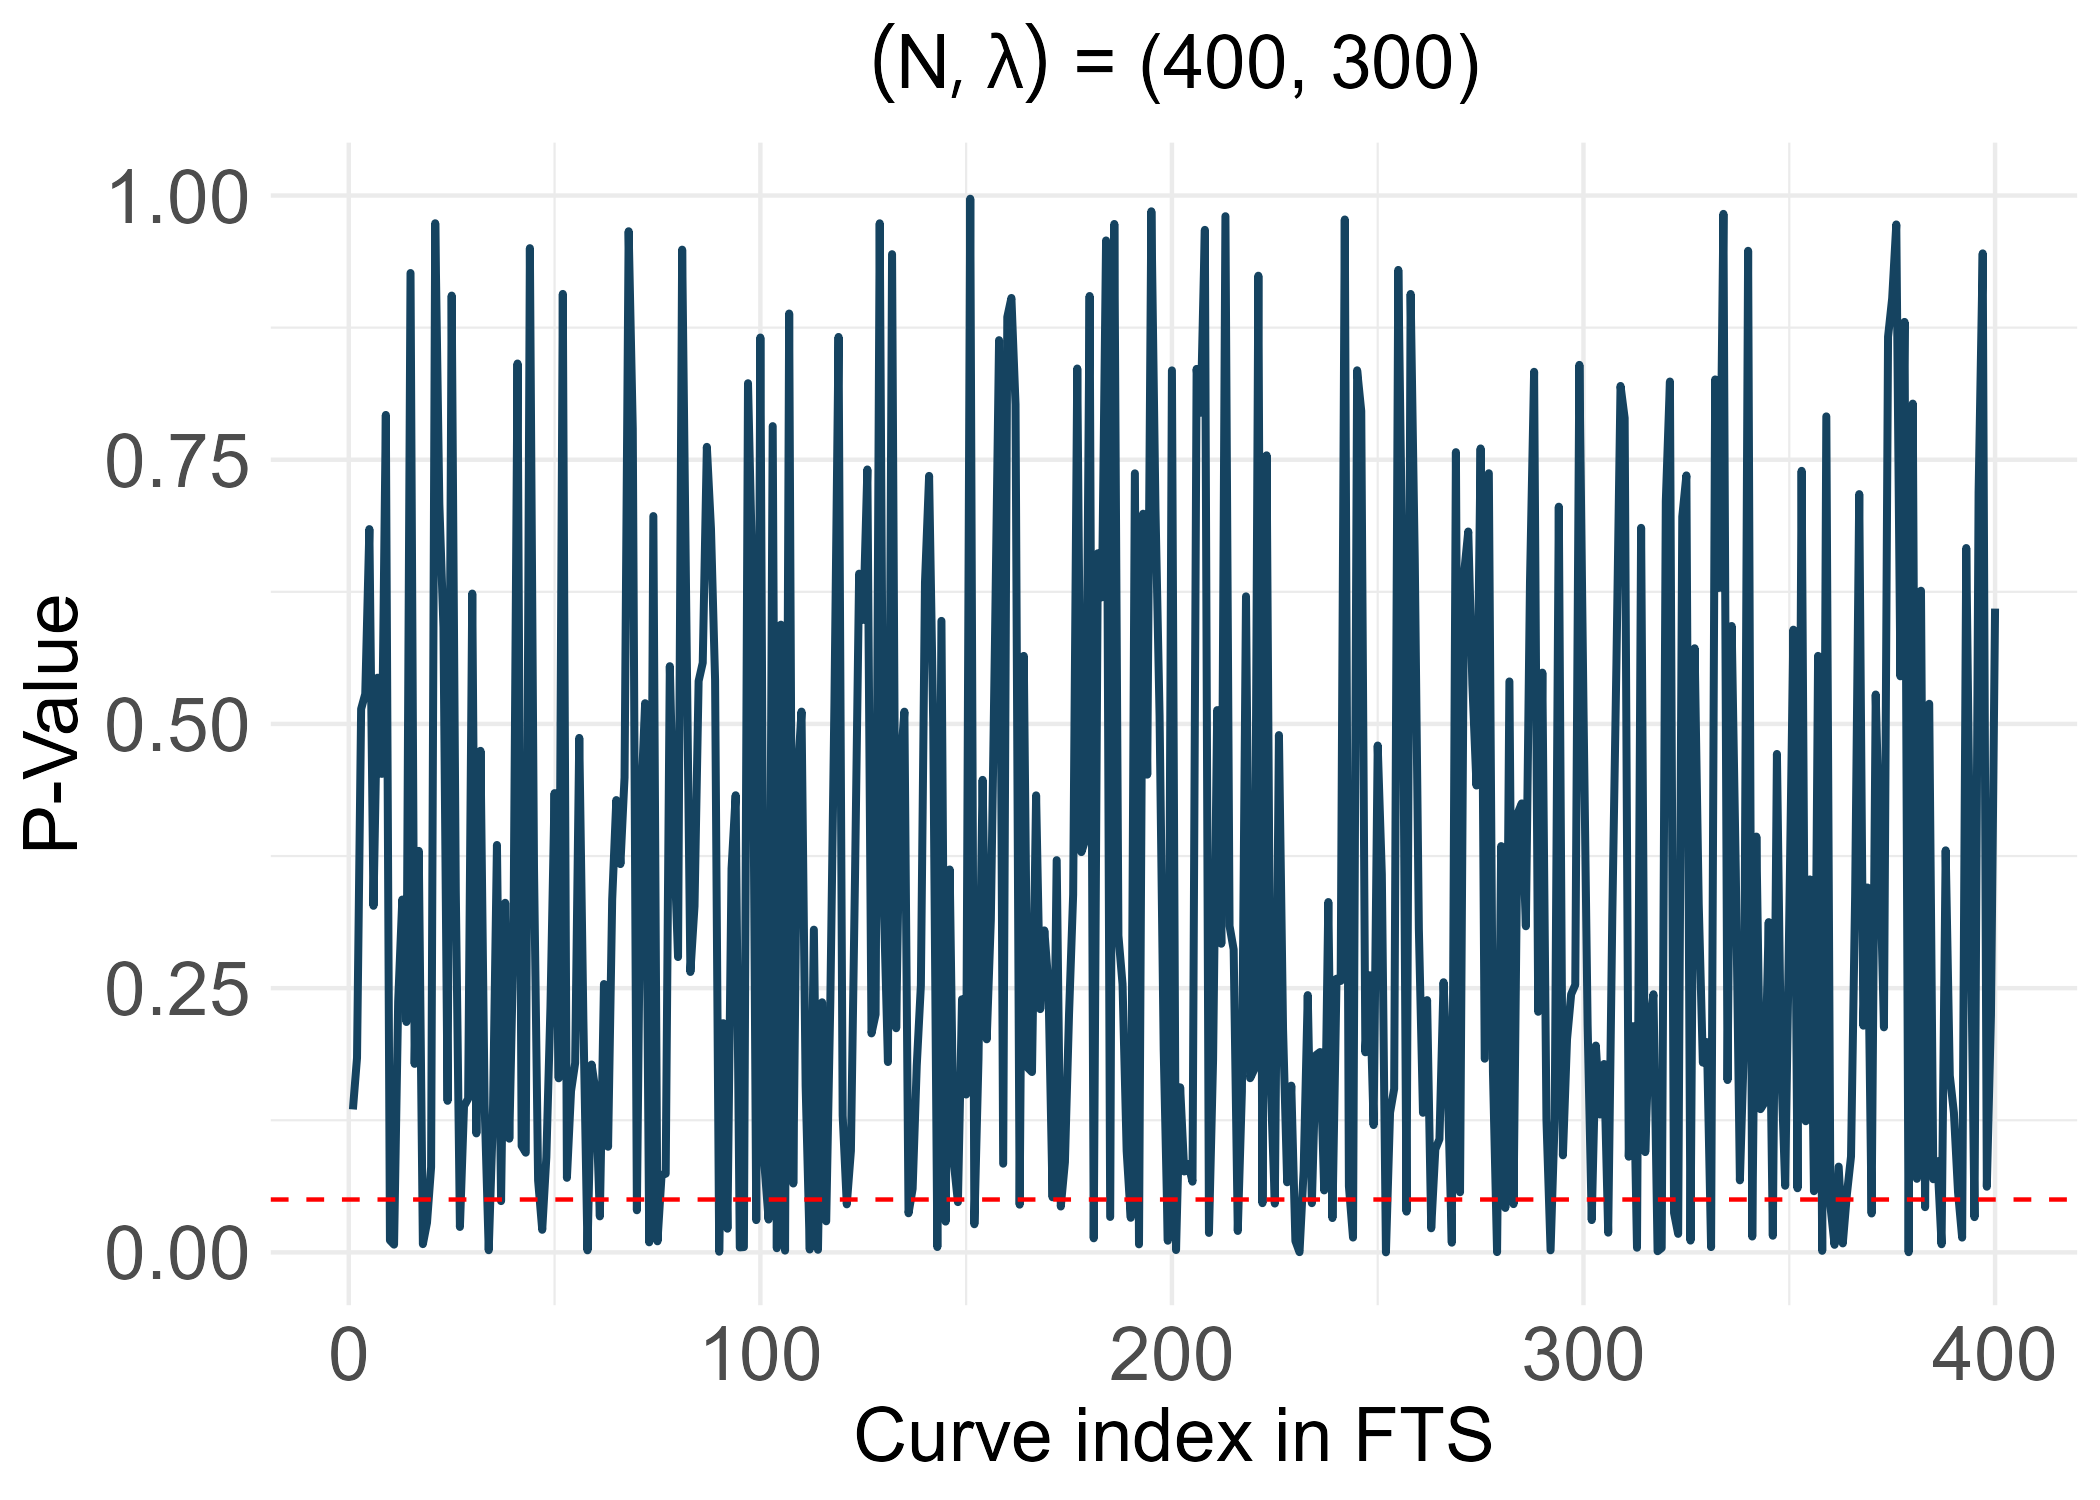 (N, λ) = (400, 300)
1.00
0.75
0.50
0.25
0.00
P-Value
0 100 200 300 400
Curve index in FTS